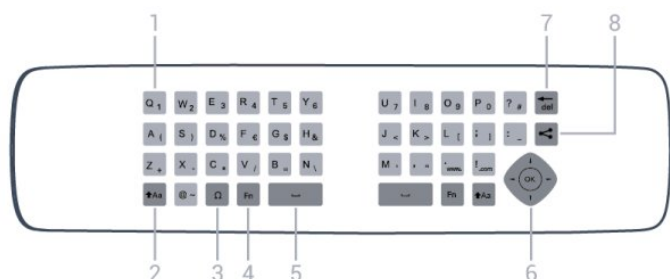 1 7 8
Q 1 W 2 E 3 R 4 T 5 Y 6 U 7 I 8 O 9 P 0 ? # del
A ( S ) D % F € G $ H & J < K > L [ : _
X - C * V / N \ M ' www. ! .com
Aa @ ~ Ω Fn Fn Aa OK
2 3 4 5 6